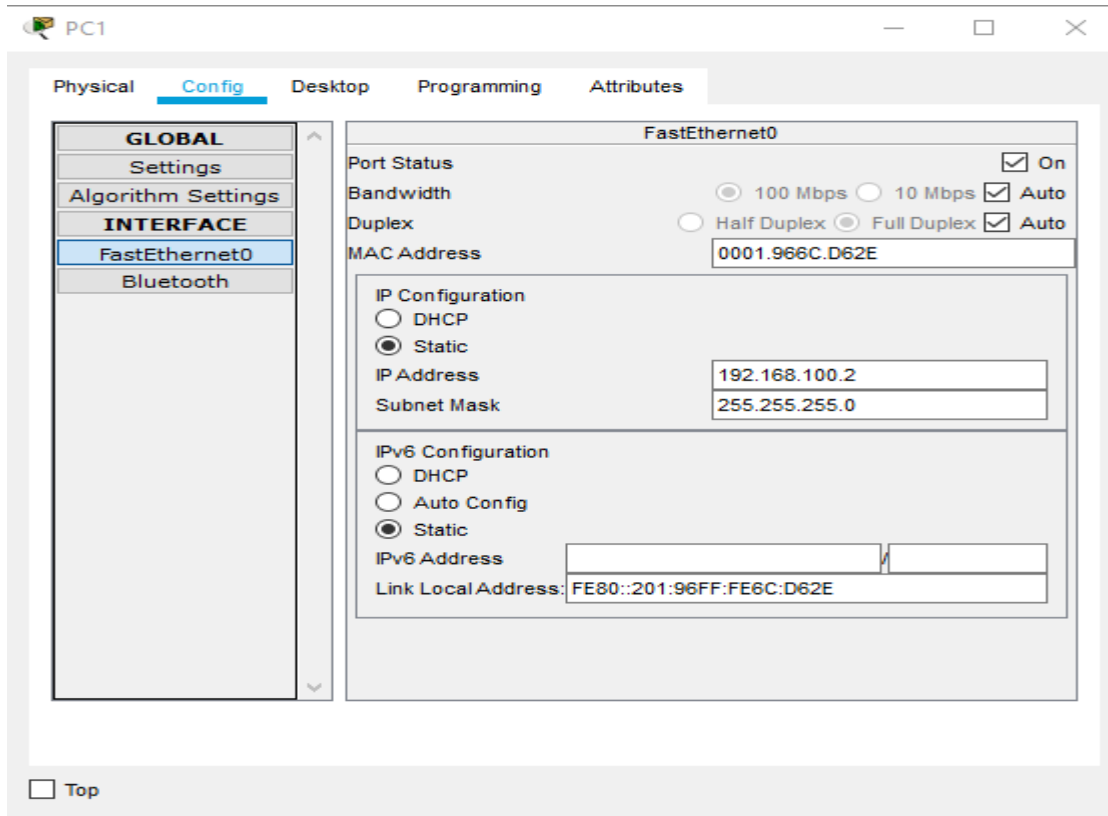 PC1
Physical Config Desktop Programming Attributes
GLOBAL
Settings
Algorithm Settings
INTERFACE
FastEthernet0
Bluetooth
FastEthernet0
Port Status On
Bandwidth 100 Mbps 10 Mbps Auto
Duplex Half Duplex Full Duplex Auto
MAC Address 0001.966C.D62E
IP Configuration
DHCP
Static
IP Address 192.168.100.2
Subnet Mask 255.255.255.0
IPv6 Configuration
DHCP
Auto Config
Static
IPv6 Address /
Link Local Address: FE80::201:96FF:FE6C:D62E
Top